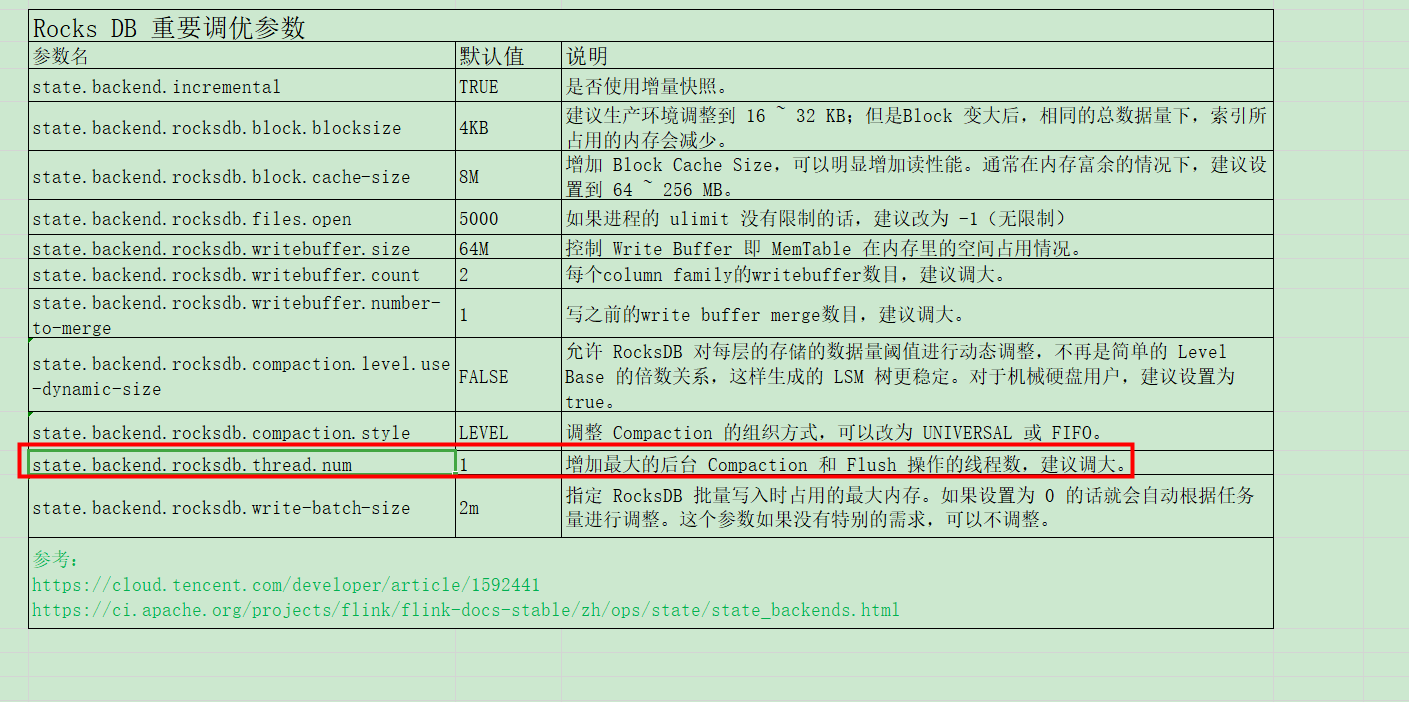 Rocks DB 重要调优参数
参数名 默认值 说明
state.backend.incremental TRUE 是否使用增量快照。
state.backend.rocksdb.block.blocksize 4KB 建议生产环境调整到 16 ~ 32 KB；但是Block 变大后，相同的总数据量下，索引所
占用的内存会减少。
state.backend.rocksdb.block.cache-size 8M 增加 Block Cache Size，可以明显增加读性能。通常在内存富余的情况下，建议设
置到 64 ~ 256 MB。
state.backend.rocksdb.files.open 5000 如果进程的 ulimit 没有限制的话，建议改为 -1（无限制）
state.backend.rocksdb.writebuffer.size 64M 控制 Write Buffer 即 MemTable 在内存里的空间占用情况。
state.backend.rocksdb.writebuffer.count 2 每个column family的writebuffer数目，建议调大。
state.backend.rocksdb.writebuffer.number-
to-merge 1 写之前的write buffer merge数目，建议调大。
state.backend.rocksdb.compaction.level.use
-dynamic-size FALSE 允许 RocksDB 对每层的存储的数据量阈值进行动态调整，不再是简单的 Level
Base 的倍数关系，这样生成的 LSM 树更稳定。对于机械硬盘用户，建议设置为
true。
state.backend.rocksdb.compaction.style LEVEL 调整 Compaction 的组织方式，可以改为 UNIVERSAL 或 FIFO。
state.backend.rocksdb.thread.num 1 增加最大的后台 Compaction 和 Flush 操作的线程数，建议调大。
state.backend.rocksdb.write-batch-size 2m 指定 RocksDB 批量写入时占用的最大内存。如果设置为 0 的话就会自动根据任务
量进行调整。这个参数如果没有特别的需求，可以不调整。
参考：
https://cloud.tencent.com/developer/article/1592441
https://ci.apache.org/projects/flink/flink-docs-stable/zh/ops/state/state_backends.html